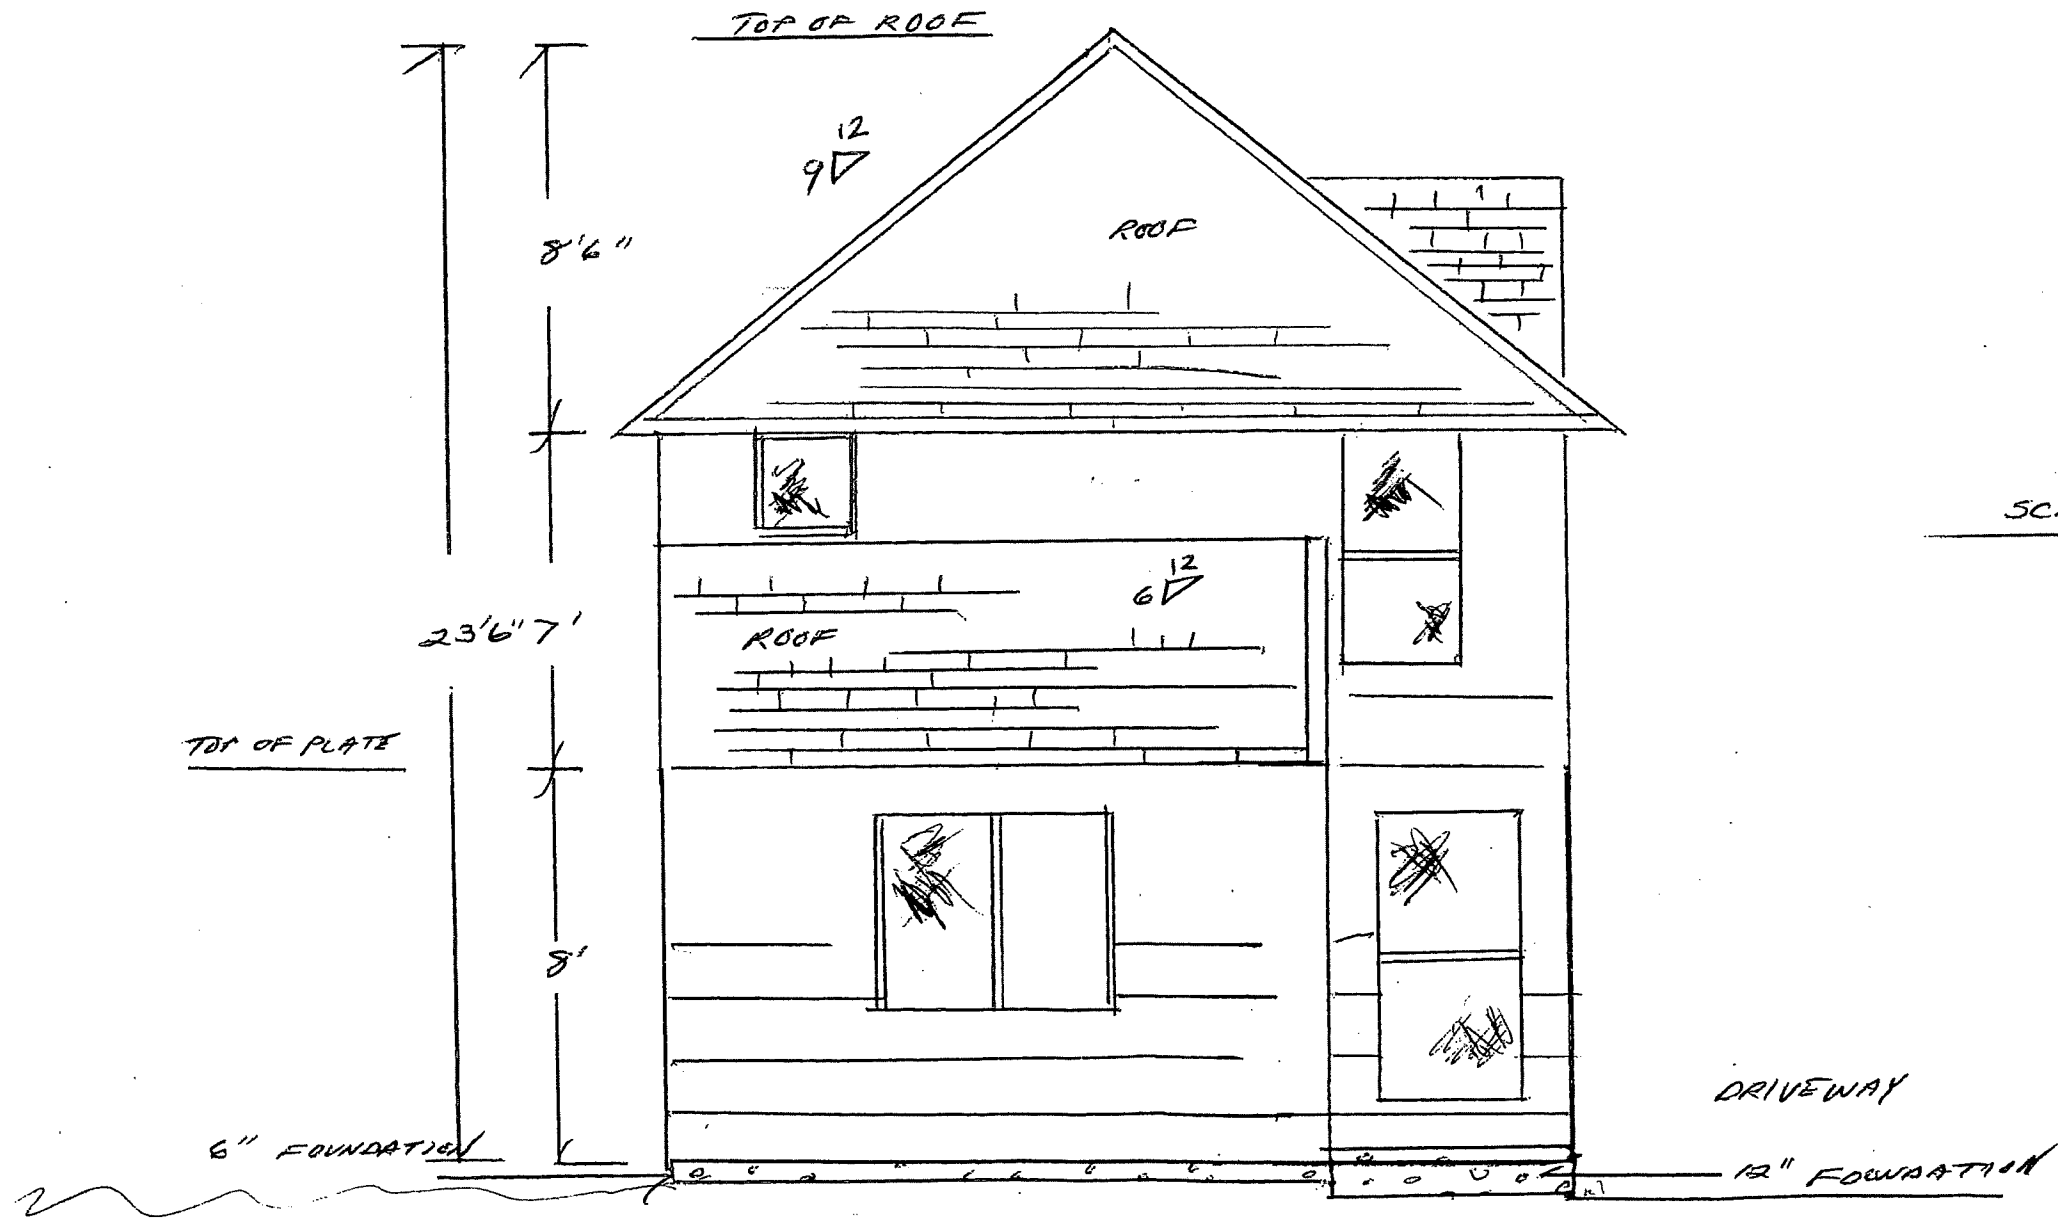 TOP OF ROOF
12
9
8'6"
ROOF
12
6
23'6" 7'
ROOF
TOP OF PLATE
8'
DRIVEWAY
6" FOUNDATION
12" FOUNDATION